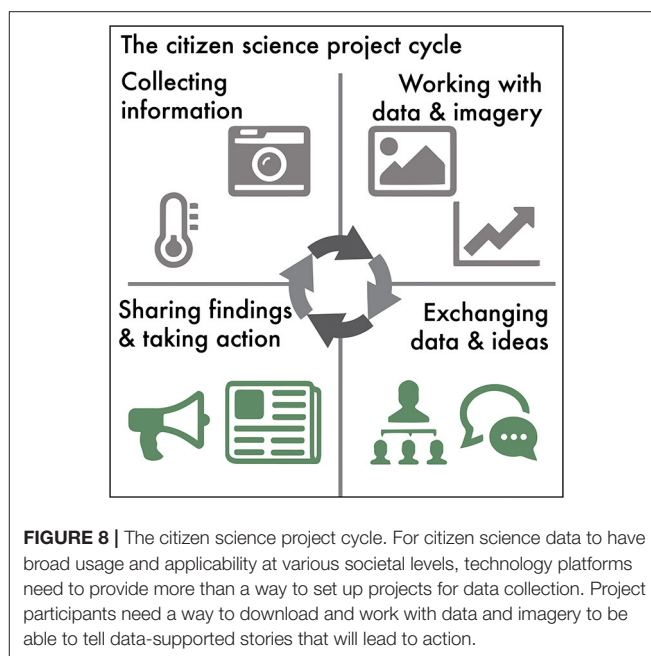 The citizen science project cycle
Collecting
information
Working with
data & imagery
Sharing findings
& taking action
Exchanging
data & ideas
FIGURE 8 | The citizen science project cycle. For citizen science data to have
broad usage and applicability at various societal levels, technology platforms
need to provide more than a way to set up projects for data collection. Project
participants need a way to download and work with data and imagery to be
able to tell data-supported stories that will lead to action.